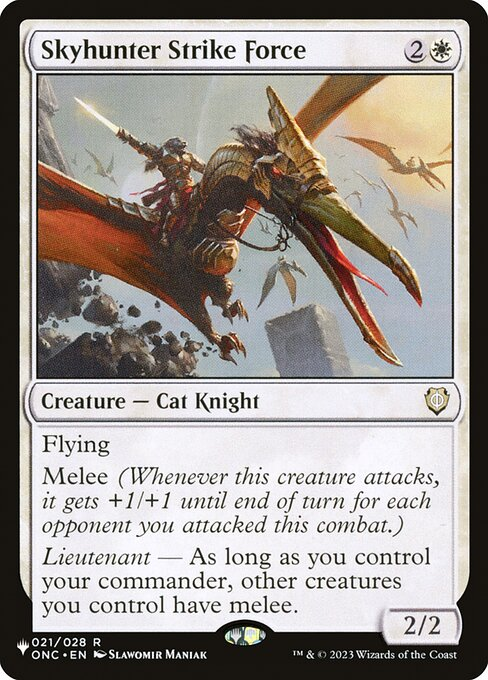 Skyhunter Strike Force 2
Creature — Cat Knight
Flying
Melee (Whenever this creature attacks,
it gets +1/+1 until end of turn for each
opponent you attacked this combat.)
Lieutenant — As long as you control
your commander, other creatures
you control have melee.
2/2
021/028 R
ONC • EN Slawomir Maniak
™ & © 2023 Wizards of the Coast